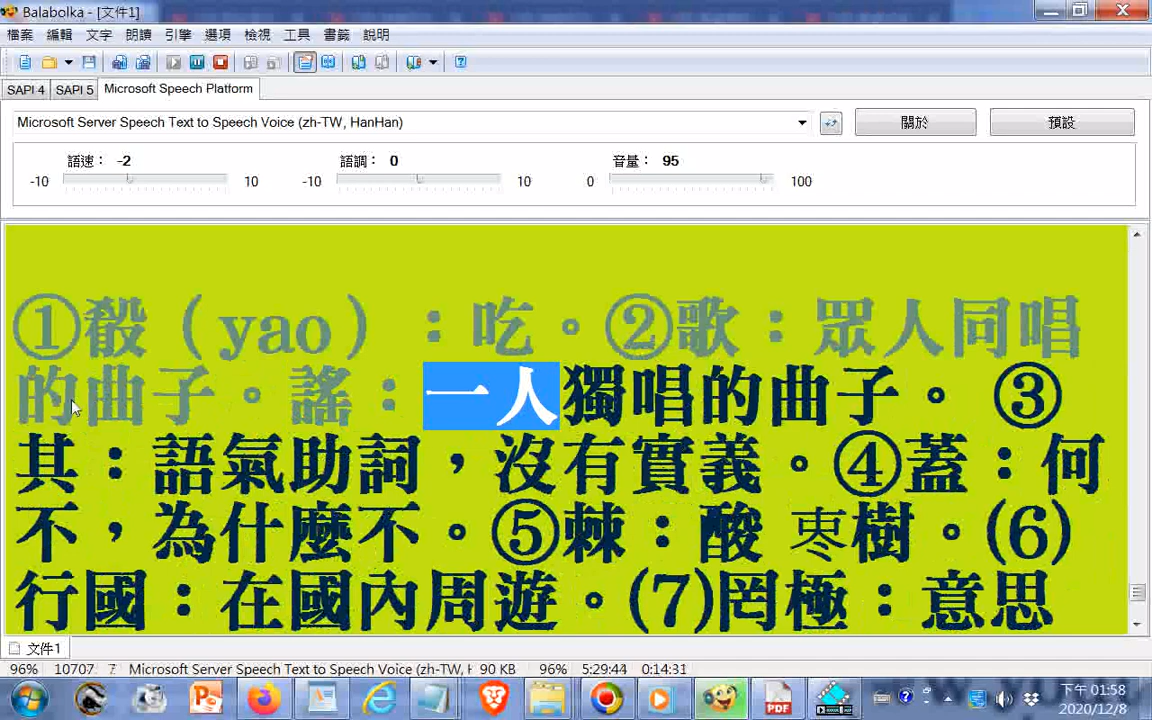 Balabolka - [文件1]
檔案 編輯 文字 朗讀 引擎 選項 檢視 工具 書籤 說明
SAPI 4 SAPI 5 Microsoft Speech Platform
Microsoft Server Speech Text to Speech Voice (zh-TW, HanHan) 關於 預設
語速： -2 語調： 0 音量： 95
-10 10 -10 10 0 100
①殽（yao）：吃。②歌：眾人同唱
的曲子。謠：一人獨唱的曲子。③
其：語氣助詞，沒有實義。④蓋：何
不，為什麼不。⑤棘：酸枣樹。(6)
行國：在國內周遊。(7)罔極：意思
文件1
96% 10707 7 Microsoft Server Speech Text to Speech Voice (zh-TW, H 90 KB 96% 5:29:44 0:14:31
下午 01:58
2020/12/8